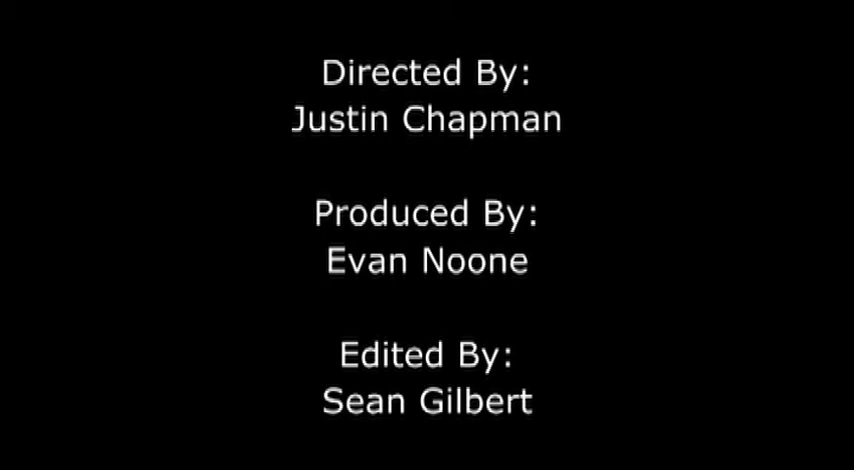 Directed By:
Justin Chapman
Produced By:
Evan Noone
Edited By:
Sean Gilbert